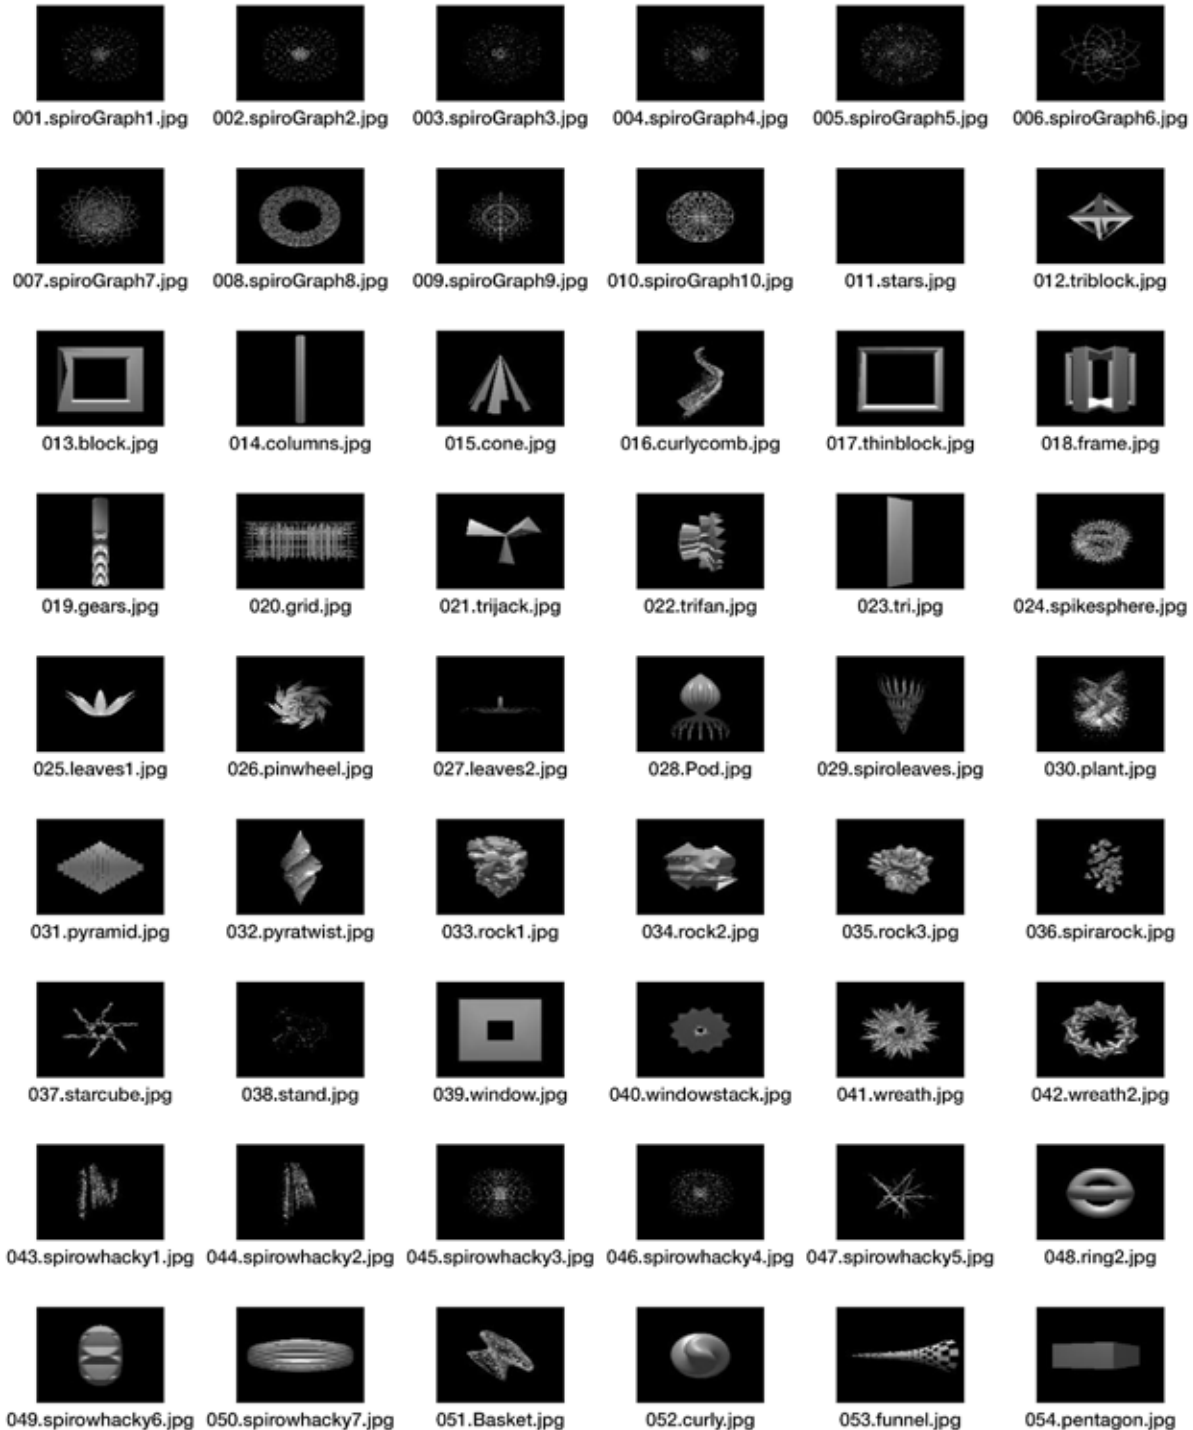 001.spiroGraph1.jpg 002.spiroGraph2.jpg 003.spiroGraph3.jpg 004.spiroGraph4.jpg 005.spiroGraph5.jpg 006.spiroGraph6.jpg
007.spiroGraph7.jpg 008.spiroGraph8.jpg 009.spiroGraph9.jpg 010.spiroGraph10.jpg 011.stars.jpg 012.triblock.jpg
013.block.jpg 014.columns.jpg 015.cone.jpg 016.curlycomb.jpg 017.thinblock.jpg 018.frame.jpg
019.gears.jpg 020.grid.jpg 021.trijack.jpg 022.trifan.jpg 023.tri.jpg 024.spikesphere.jpg
025.leaves1.jpg 026.pinwheel.jpg 027.leaves2.jpg 028.Pod.jpg 029.spiroleaves.jpg 030.plant.jpg
031.pyramid.jpg 032.pyratwist.jpg 033.rock1.jpg 034.rock2.jpg 035.rock3.jpg 036.spirarock.jpg
037.starcube.jpg 038.stand.jpg 039.window.jpg 040.windowstack.jpg 041.wreath.jpg 042.wreath2.jpg
043.spirowhacky1.jpg 044.spirowhacky2.jpg 045.spirowhacky3.jpg 046.spirowhacky4.jpg 047.spirowhacky5.jpg 048.ring2.jpg
049.spirowhacky6.jpg 050.spirowhacky7.jpg 051.Basket.jpg 052.curly.jpg 053.funnel.jpg 054.pentagon.jpg